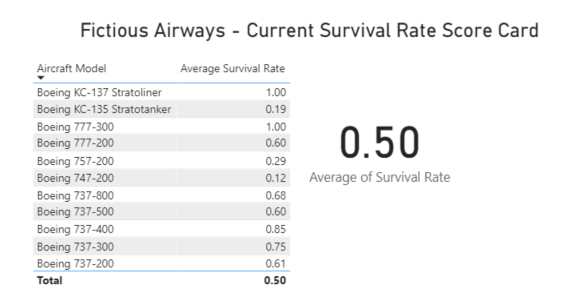 Fictious Airways - Current Survival Rate Score Card
Aircraft Model Average Survival Rate
Boeing KC-137 Stratoliner 1.00
Boeing KC-135 Stratotanker 0.19
Boeing 777-300 1.00
Boeing 777-200 0.60
Boeing 757-200 0.29
Boeing 747-200 0.12
Boeing 737-800 0.68
Boeing 737-500 0.60
Boeing 737-400 0.85
Boeing 737-300 0.75
Boeing 737-200 0.61
Total 0.50
0.50
Average of Survival Rate